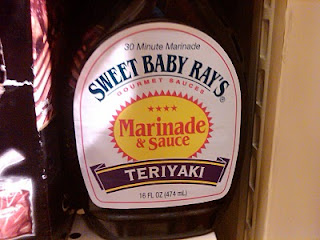 30 Minute Marinade
SWEET BABY RAY'S®
GOURMET SAUCES
Marinade
& Sauce
TERIYAKI
16 FL OZ (474 mL)